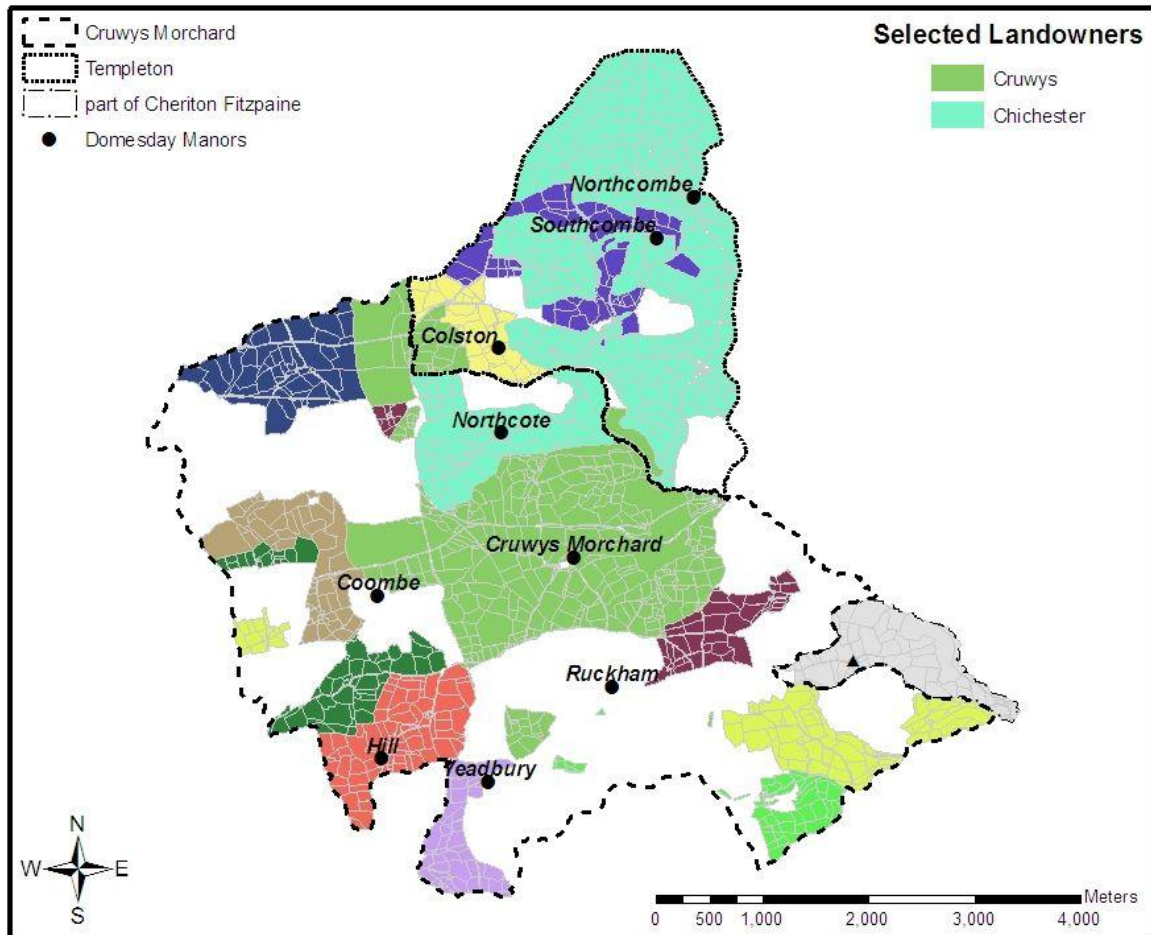 Cruwys Morchard
Templeton
part of Cheriton Fitzpaine
Domesday Manors
Selected Landowners
Cruwys
Chichester
Northcombe
Southcombe
Colston
Northcote
Cruwys Morchard
Coombe
Ruckham
Hill
Yeadbury
N
W E
S
Meters
0 500 1,000 2,000 3,000 4,000